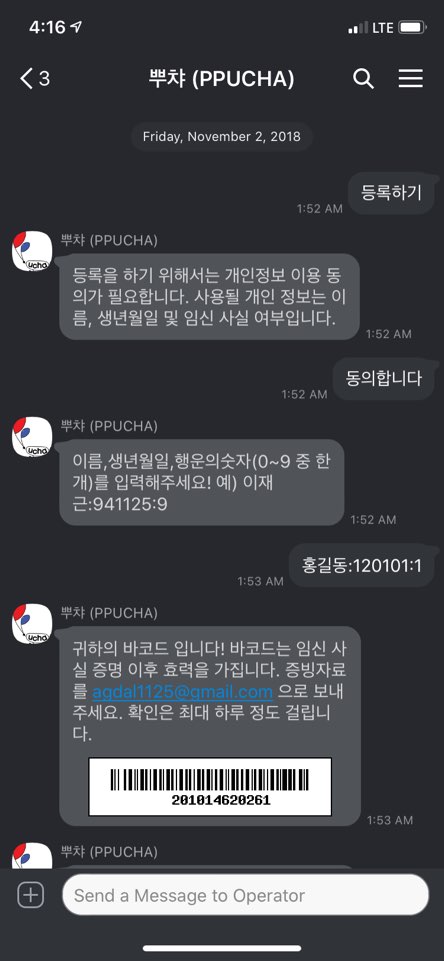 4:16
LTE
3
뿌챠 (PPUCHA)
Friday, November 2, 2018
등록하기
1:52 AM
뿌챠 (PPUCHA)
ucha
등록을 하기 위해서는 개인정보 이용 동
의가 필요합니다. 사용될 개인 정보는 이
름, 생년월일 및 임신 사실 여부입니다.
1:52 AM
동의합니다
1:52 AM
뿌챠 (PPUCHA)
ucha
이름,생년월일,행운의숫자(0~9 중 한
개)를 입력해주세요! 예) 이재
근:941125:9
1:52 AM
홍길동:120101:1
1:53 AM
뿌챠 (PPUCHA)
ucha
귀하의 바코드 입니다! 바코드는 임신 사
실 증명 이후 효력을 가집니다. 증빙자료
를 agdal1125@gmail.com 으로 보내
주세요. 확인은 최대 하루 정도 걸립니
다.
201014620261
1:53 AM
뿌챠 (PPUCHA)
Send a Message to Operator